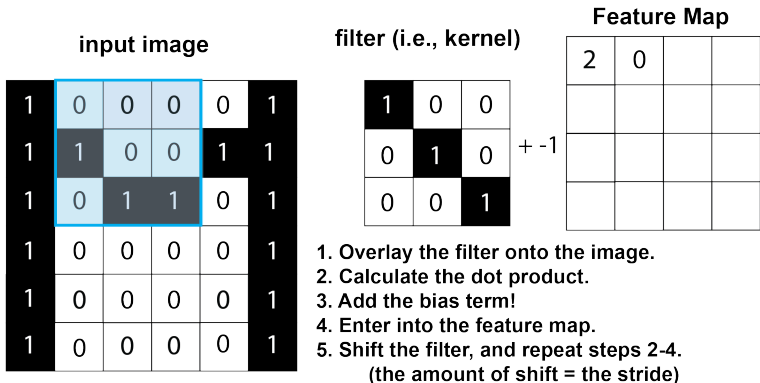 input image
filter (i.e., kernel)
Feature Map
1 0 0 0 0 1
1 1 0 0 1 1
1 0 1 1 0 1
1 0 0 0 0 1
1 0 0 0 0 1
1 0 0 0 0 1
1 0 0
0 1 0
0 0 1
+ -1
2 0
1. Overlay the filter onto the image.
2. Calculate the dot product.
3. Add the bias term!
4. Enter into the feature map.
5. Shift the filter, and repeat steps 2-4.
(the amount of shift = the stride)